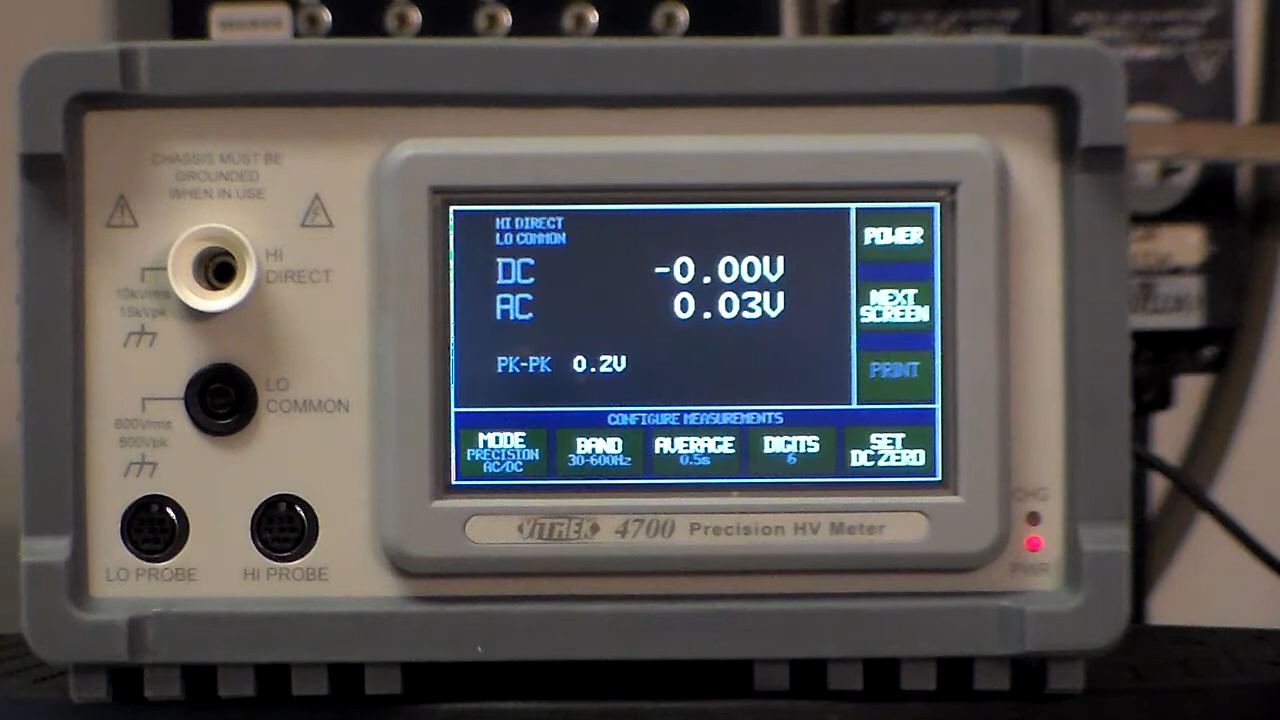 CHASSIS MUST BE
GROUNDED
WHEN IN USE
HI
DIRECT
10kVrms
15kVpk
LO
COMMON
600Vrms
600Vpk
LO PROBE
HI PROBE
HI DIRECT
LO COMMON
DC -0.00V
AC 0.03V
PK-PK 0.2V
POWER
NEXT
SCREEN
PRINT
CONFIGURE MEASUREMENTS
MODE
PRECISION
AC/DC
BAND
30-600Hz
AVERAGE
0.5s
DIGITS
6
SET
DC ZERO
VITREK 4700 Precision HV Meter
CHG
PWR